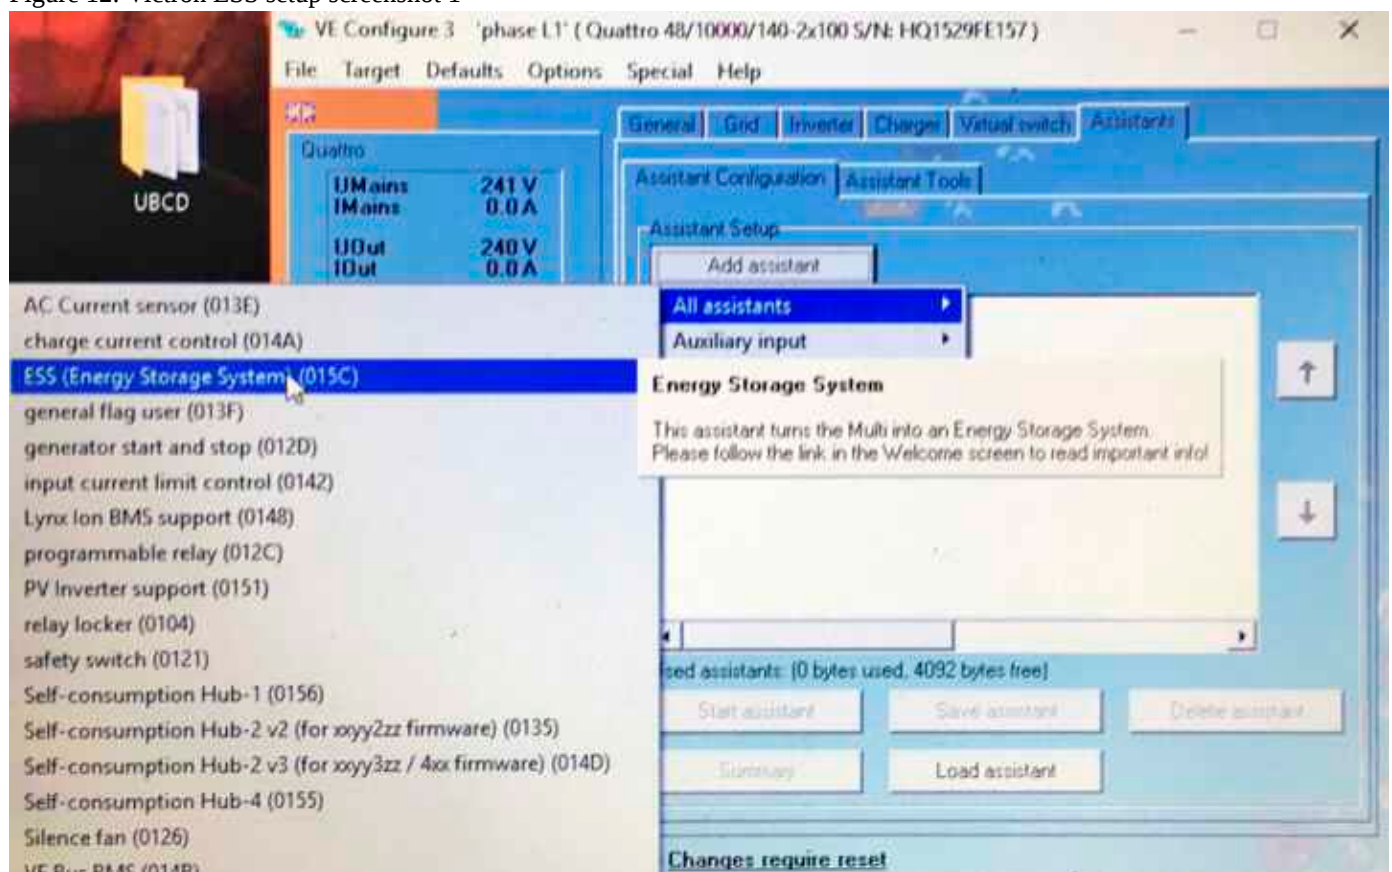 Figure 12: Victron ESS setup screenshot 1
VE Configure 3 'phase L1' ( Quattro 48/10000/140-2x100 S/N: HQ1529FE157 )
File Target Defaults Options Special Help
UBCD
Quattro
UMains 241 V
IMains 0.0 A
UOut 240 V
IOut 0.0 A
General Grid Inverter Charger Virtual switch Assistants
Assistant Configuration Assistant Tools
Assistant Setup
Add assistant
All assistants
Auxiliary input
AC Current sensor (013E)
charge current control (014A)
ESS (Energy Storage System) (015C)
general flag user (013F)
generator start and stop (012D)
input current limit control (0142)
Lynx Ion BMS support (0148)
programmable relay (012C)
PV Inverter support (0151)
relay locker (0104)
safety switch (0121)
Self-consumption Hub-1 (0156)
Self-consumption Hub-2 v2 (for xxyy2zz firmware) (0135)
Self-consumption Hub-2 v3 (for xxyy3zz / 4xx firmware) (014D)
Self-consumption Hub-4 (0155)
Silence fan (0126)
VE.Bus BMS (014B)
Energy Storage System
This assistant turns the Multi into an Energy Storage System.
Please follow the link in the Welcome screen to read important info!
sed assistants: (0 bytes used, 4092 bytes free)
Start assistant Save assistant Delete assistant
Summary Load assistant
Changes require reset